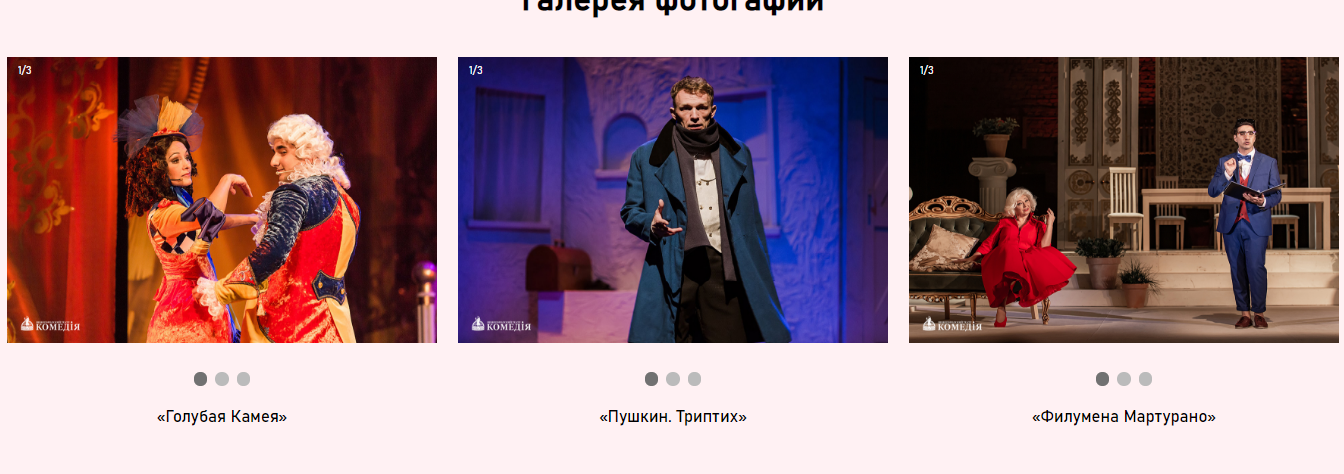 Галерея фотографий
1/3
1/3
1/3
КОМЕДІЯ
КОМЕДІЯ
КОМЕДІЯ
«Голубая Камея»
«Пушкин. Триптих»
«Филумена Мартурано»